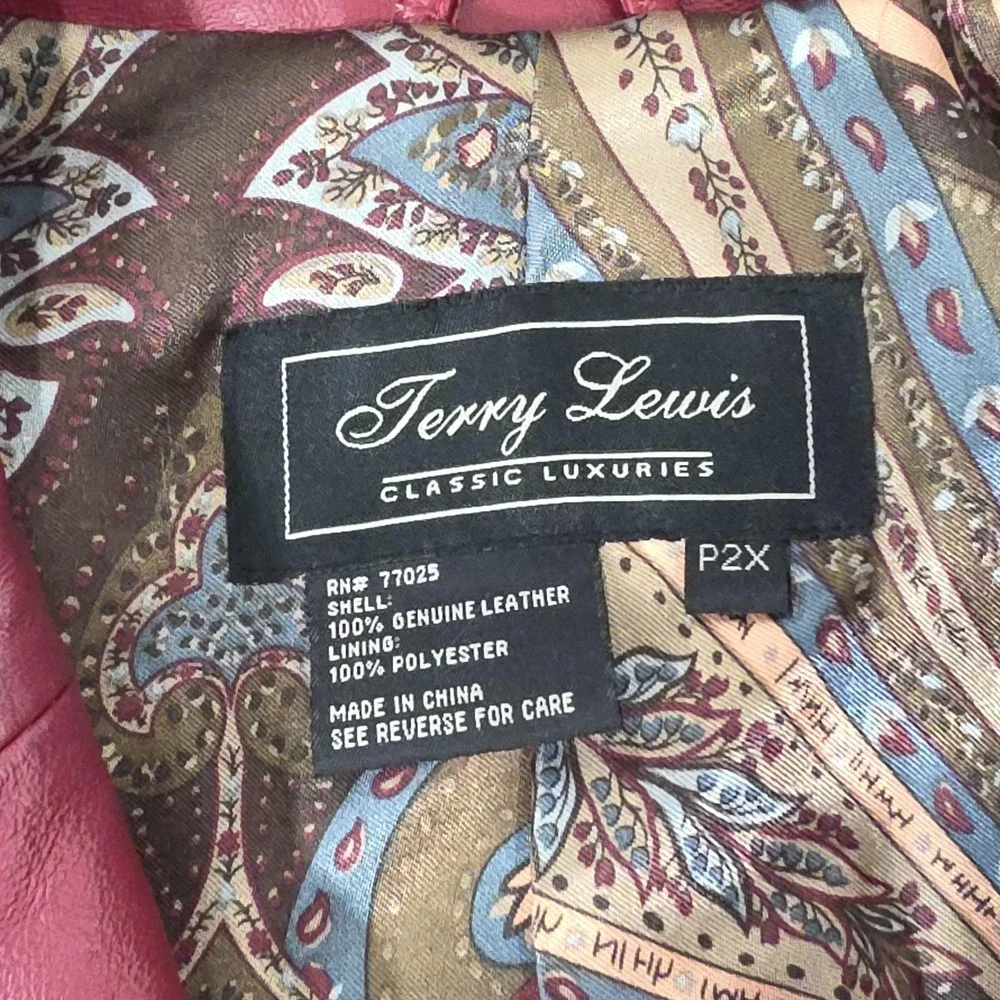 Terry Lewis
CLASSIC LUXURIES
P2X
RN# 77025
SHELL:
100% GENUINE LEATHER
LINING:
100% POLYESTER
MADE IN CHINA
SEE REVERSE FOR CARE